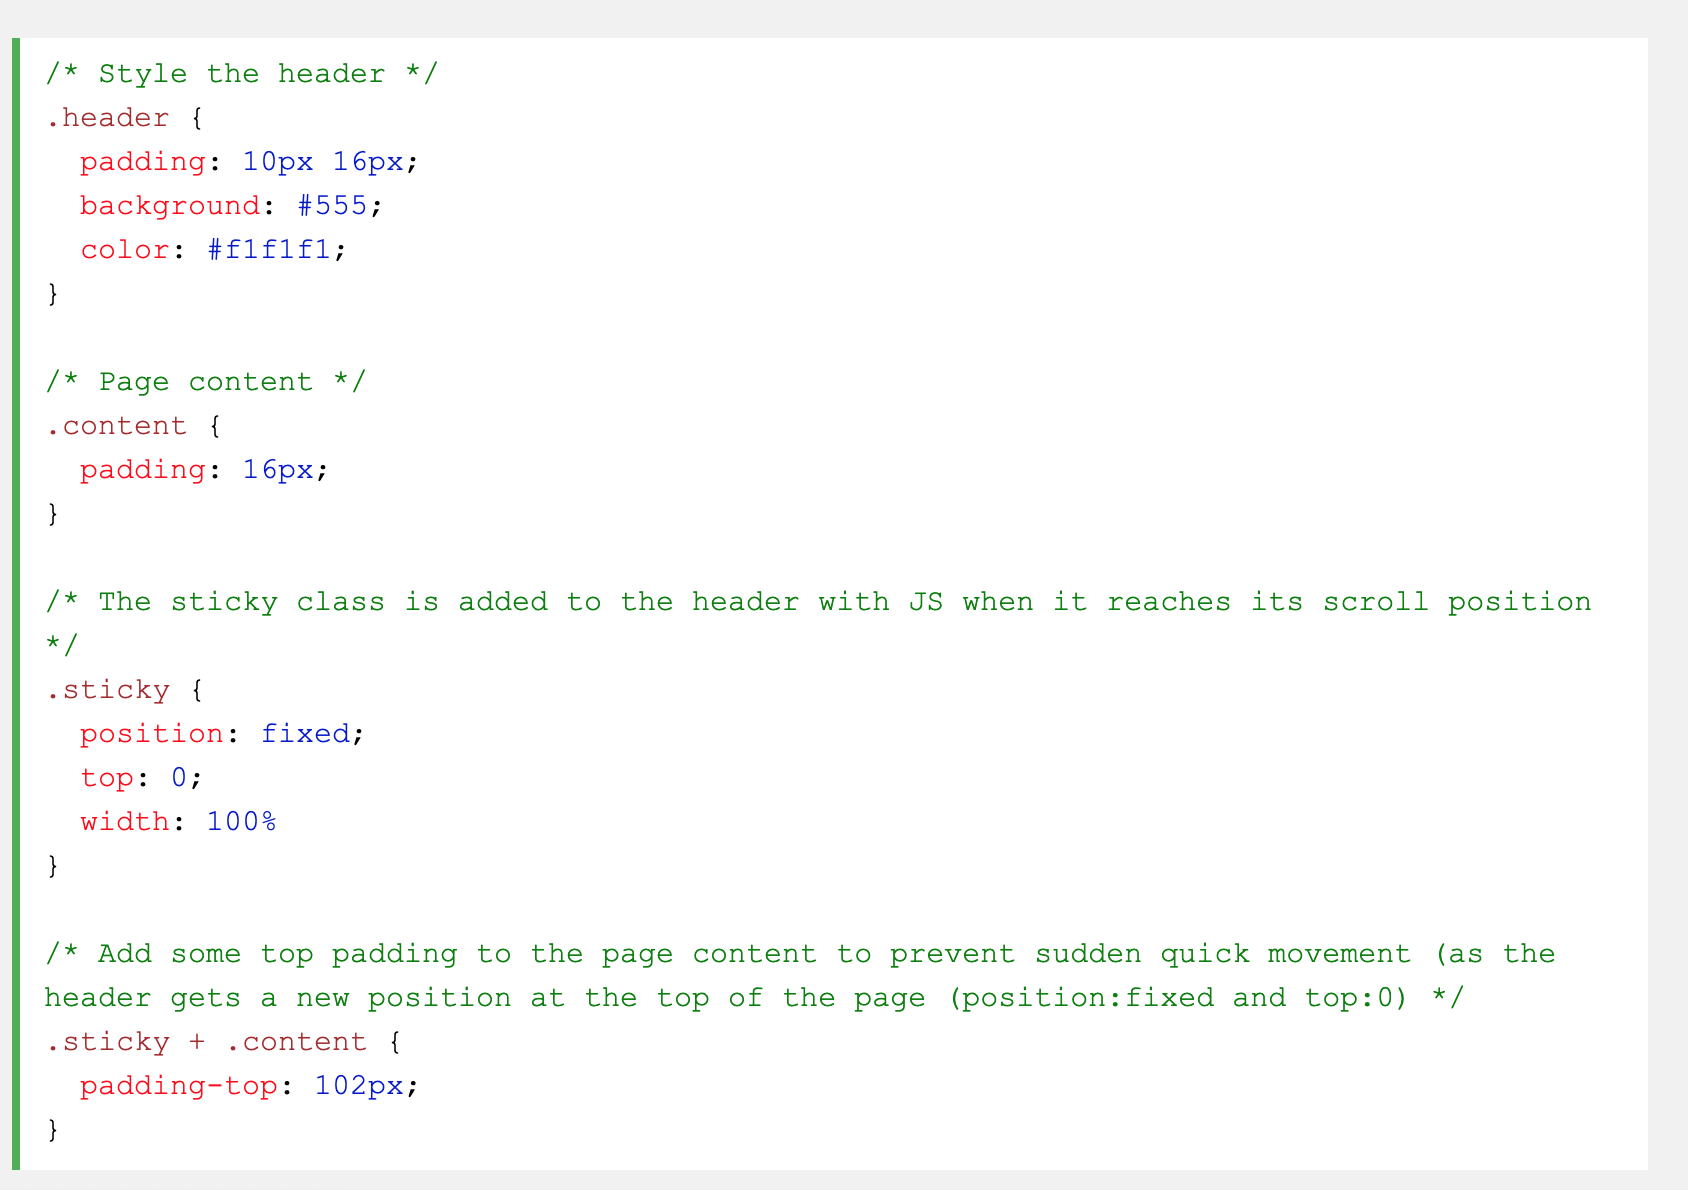 /* Style the header */
.header {
  padding: 10px 16px;
  background: #555;
  color: #f1f1f1;
}

/* Page content */
.content {
  padding: 16px;
}

/* The sticky class is added to the header with JS when it reaches its scroll position
*/
.sticky {
  position: fixed;
  top: 0;
  width: 100%
}

/* Add some top padding to the page content to prevent sudden quick movement (as the
header gets a new position at the top of the page (position:fixed and top:0) */
.sticky + .content {
  padding-top: 102px;
}